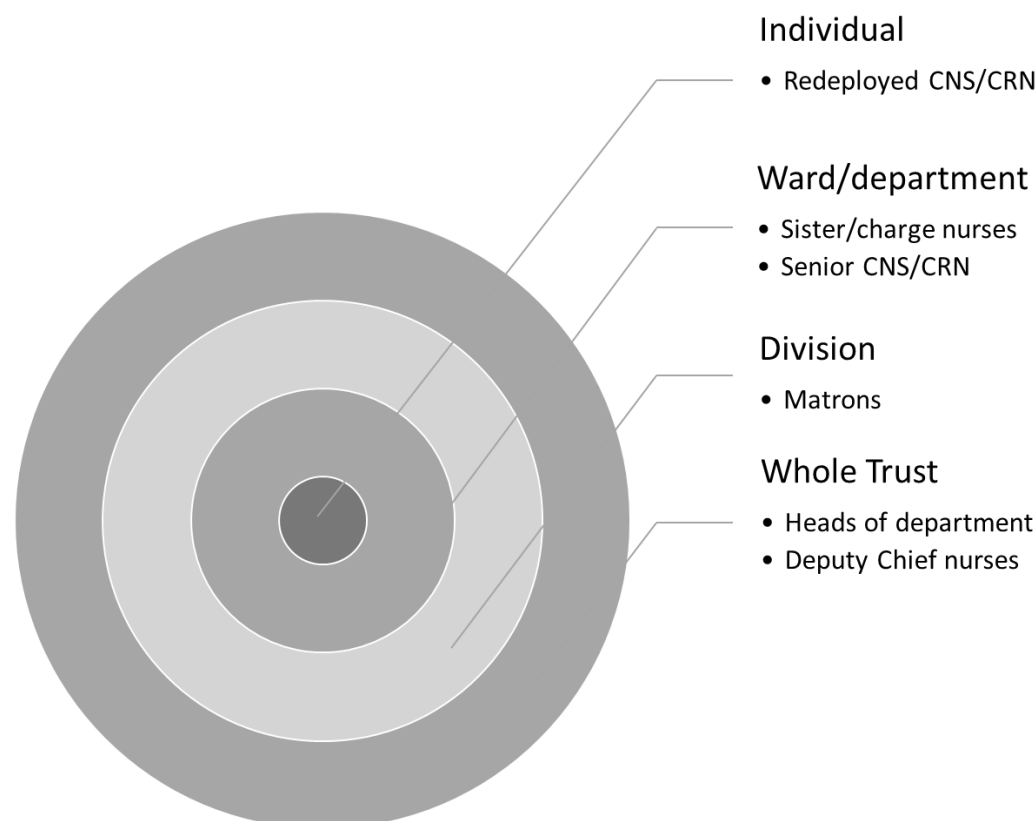 Individual
• Redeployed CNS/CRN
Ward/department
• Sister/charge nurses
• Senior CNS/CRN
Division
• Matrons
Whole Trust
• Heads of department
• Deputy Chief nurses